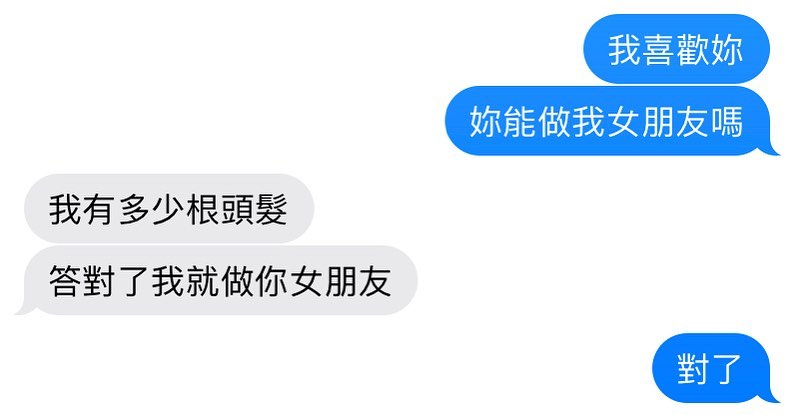 我喜歡妳
妳能做我女朋友嗎
我有多少根頭髮
答對了我就做你女朋友
對了